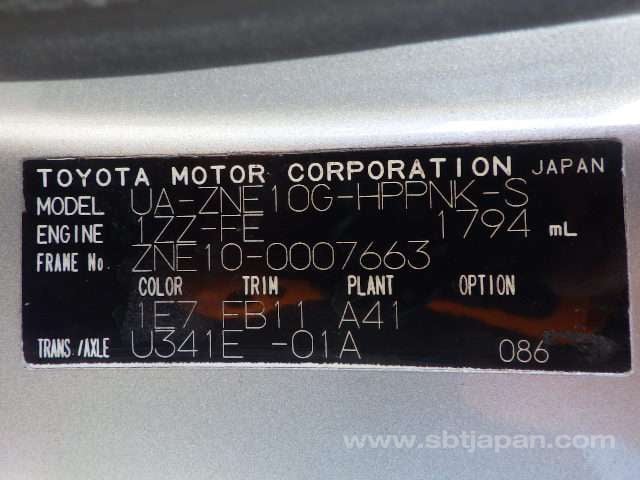 TOYOTA MOTOR CORPORATION JAPAN
MODEL UA-ZNE10G-HPPNK-S
ENGINE 1ZZ-FE 1794 mL
FRAME No ZNE10-0007663
COLOR TRIM PLANT OPTION
1E7 FB11 A41
TRANS./AXLE U341E -01A 086
www.sbtjapan.com